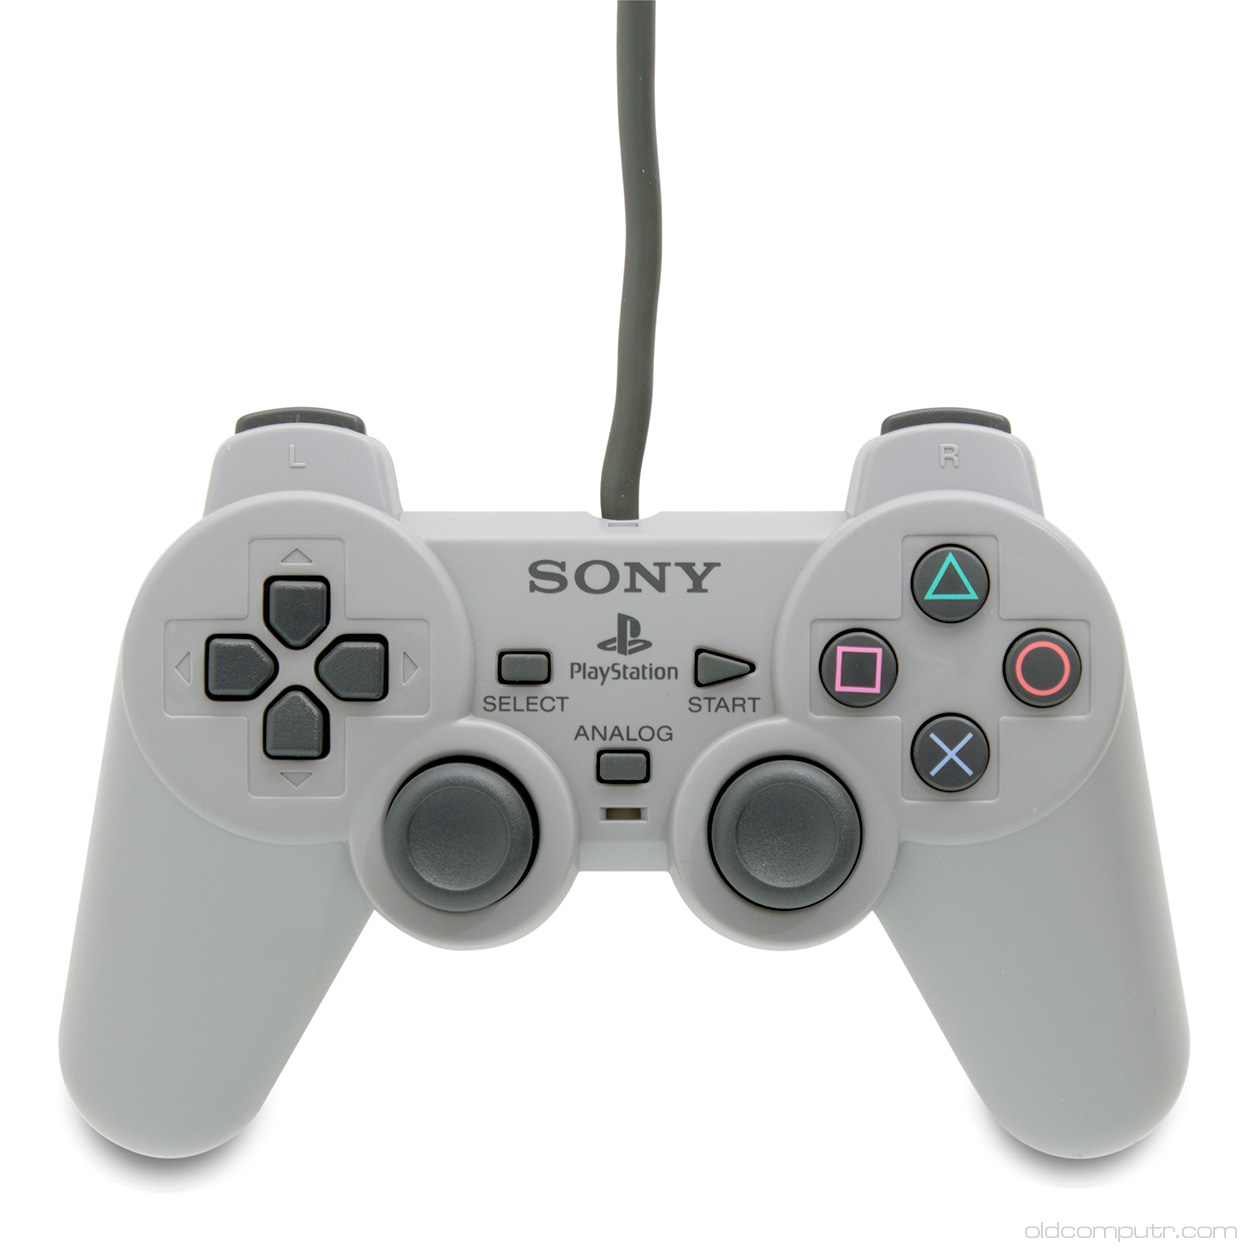 L
R
SONY
PlayStation
SELECT
START
ANALOG
oldcomputr.com